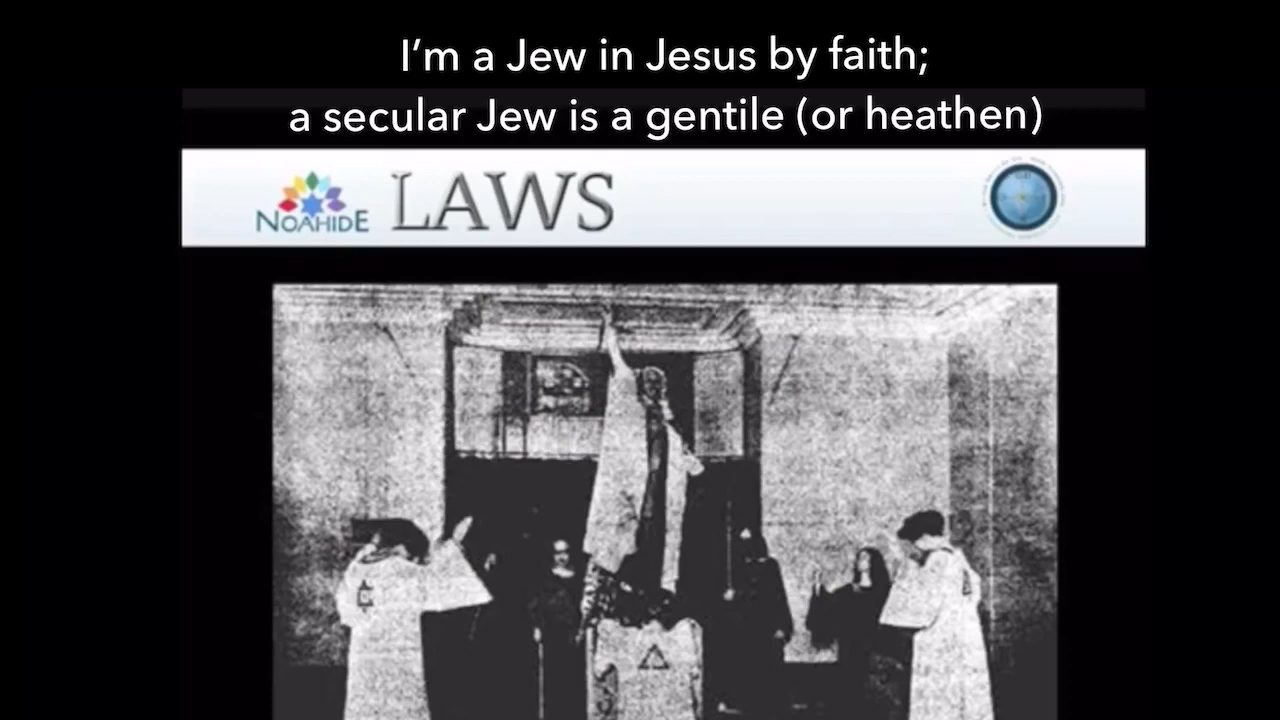 I'm a Jew in Jesus by faith;
a secular Jew is a gentile (or heathen)
NOAHIDE LAWS